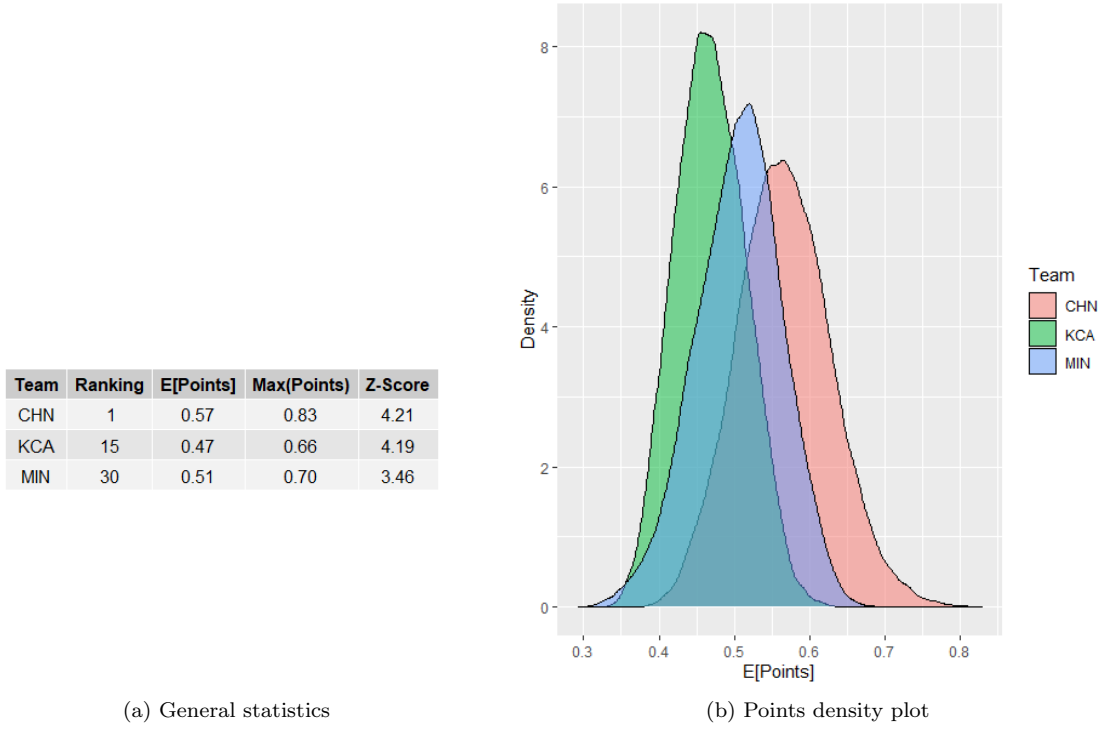 Team Ranking E[Points] Max(Points) Z-Score
CHN 1 0.57 0.83 4.21
KCA 15 0.47 0.66 4.19
MIN 30 0.51 0.70 3.46
(a) General statistics
Density
8
6
4
2
0
0.3 0.4 0.5 0.6 0.7 0.8
E[Points]
Team
CHN
KCA
MIN
(b) Points density plot